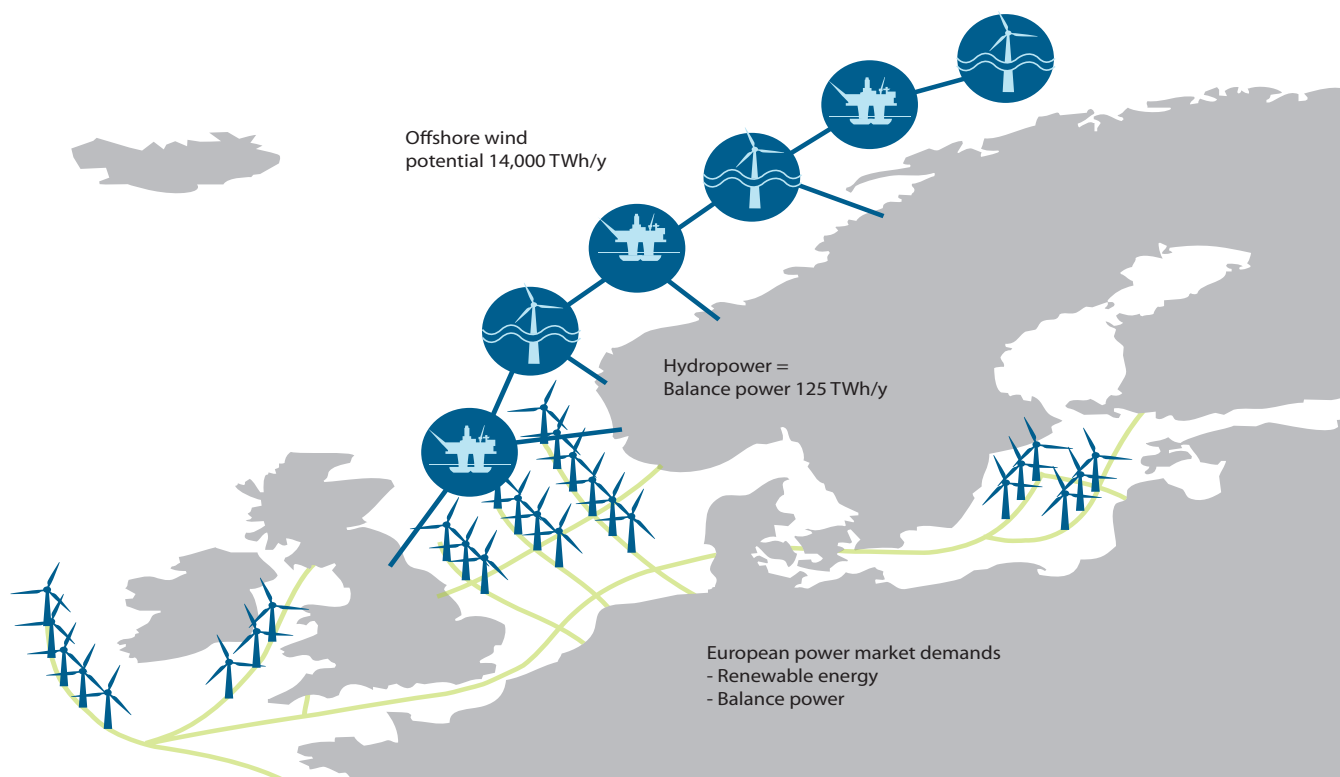 Offshore wind
potential 14,000 TWh/y
Hydropower =
Balance power 125 TWh/y
European power market demands
- Renewable energy
- Balance power